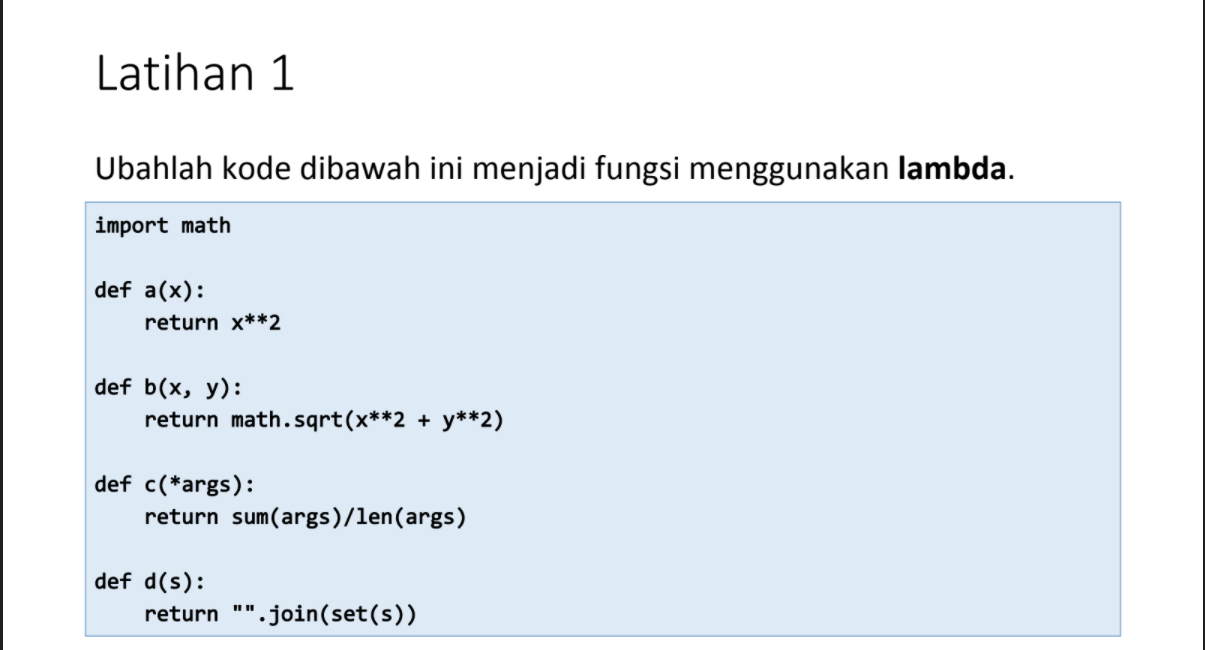 Latihan 1
Ubahlah kode dibawah ini menjadi fungsi menggunakan lambda.
import math
def a(x):
    return x**2
def b(x, y):
    return math.sqrt(x**2 + y**2)
def c(*args):
    return sum(args)/len(args)
def d(s):
    return "".join(set(s))